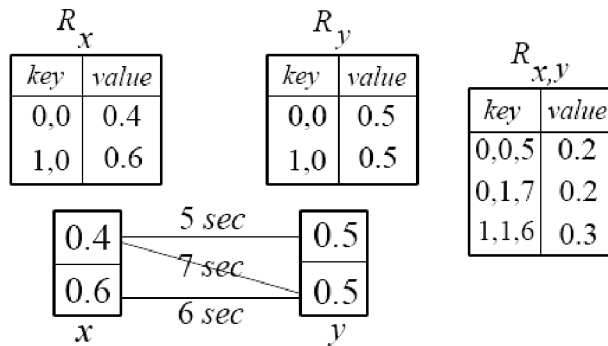 R_x
key value
0,0 0.4
1,0 0.6
R_y
key value
0,0 0.5
1,0 0.5
R_x,y
key value
0,0,5 0.2
0,1,7 0.2
1,1,6 0.3
0.4 5 sec 0.5
7 sec
0.6 6 sec 0.5
x y